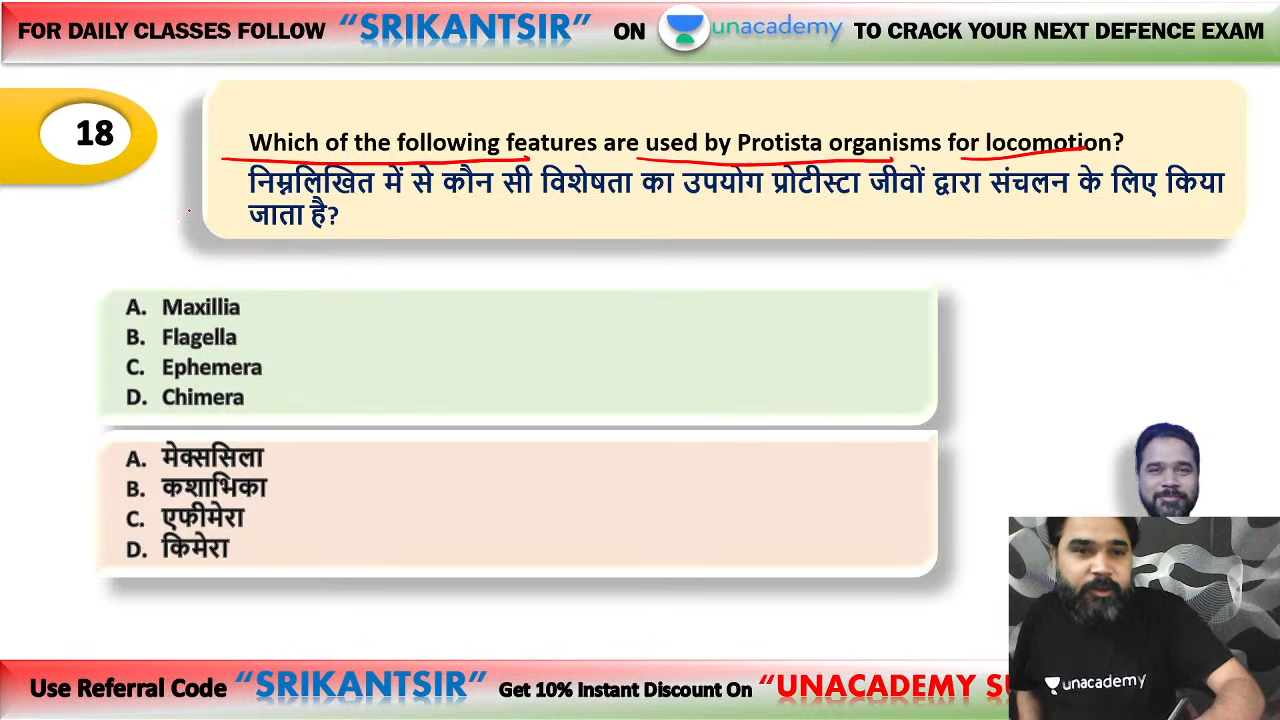 FOR DAILY CLASSES FOLLOW “SRIKANTSIR” ON unacademy TO CRACK YOUR NEXT DEFENCE EXAM
18
Which of the following features are used by Protista organisms for locomotion?
निम्नलिखित में से कौन सी विशेषता का उपयोग प्रोटीस्टा जीवों द्वारा संचलन के लिए किया
जाता है?
A. Maxillia
B. Flagella
C. Ephemera
D. Chimera
A. मेक्ससिला
B. कशाभिका
C. एफीमेरा
D. किमेरा
unacademy
Use Referral Code “SRIKANTSIR” Get 10% Instant Discount On “UNACADEMY